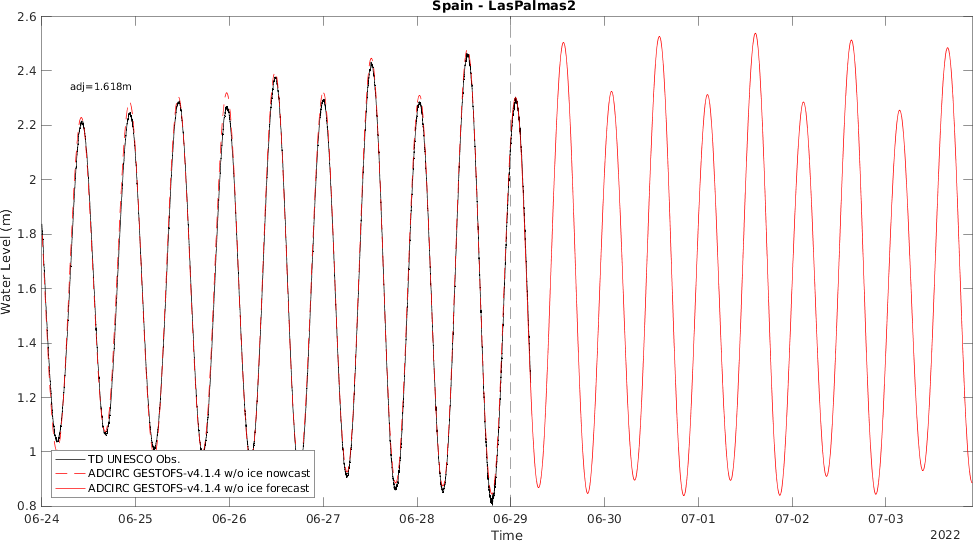 Spain - LasPalmas2
2.6
2.4
adj=1.618m
2.2
2
1.8
Water Level (m)
1.6
1.4
1.2
1
TD UNESCO Obs.
ADCIRC GESTOFS-v4.1.4 w/o ice nowcast
ADCIRC GESTOFS-v4.1.4 w/o ice forecast
0.8
06-24 06-25 06-26 06-27 06-28 06-29 06-30 07-01 07-02 07-03
Time
2022